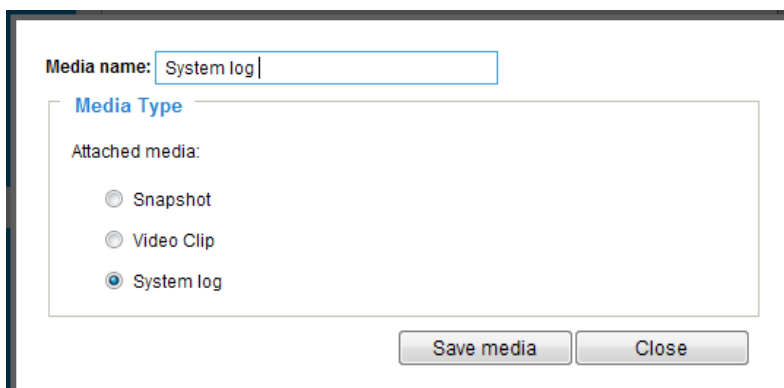 Media name: System log
Media Type
Attached media:
Snapshot
Video Clip
System log
Save media Close